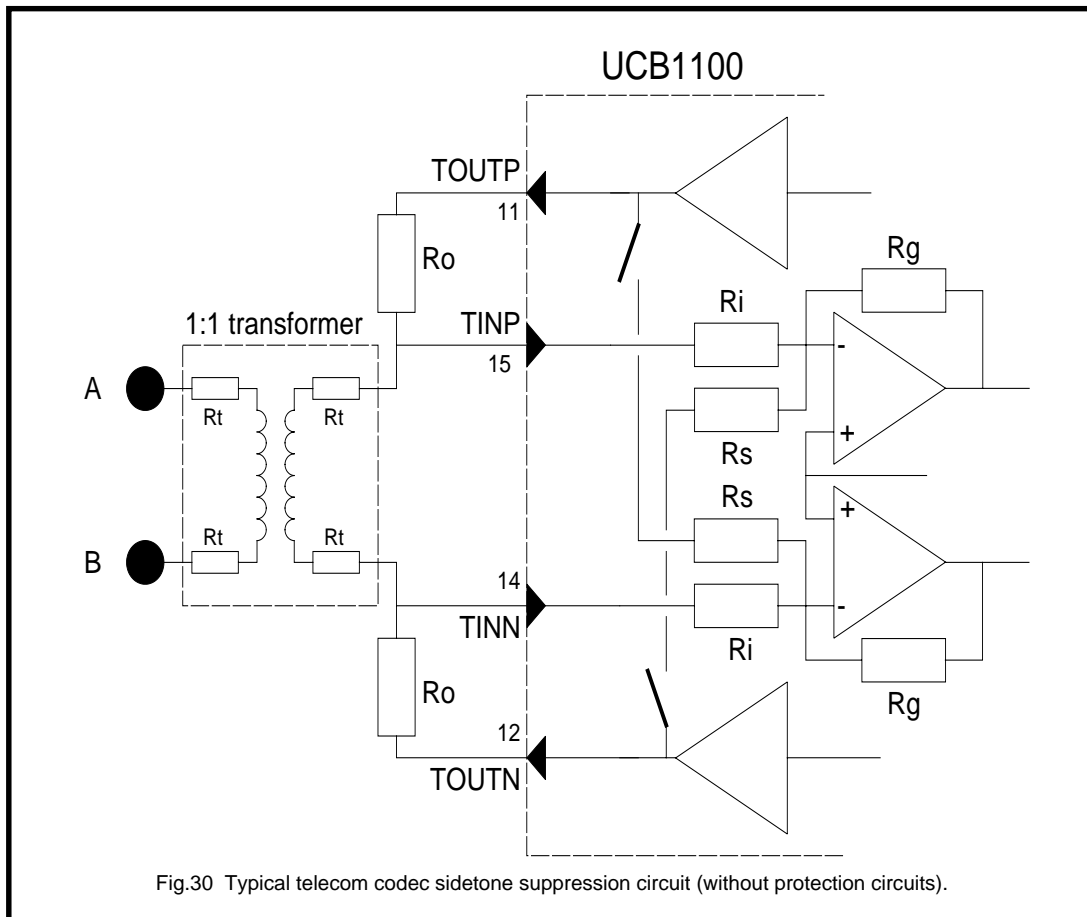 UCB1100
TOUTP
11
Ro
Rg
Ri
TINP
15
1:1 transformer
-
A
Rt
Rt
Rs
+
Rs
+
B
Rt
Rt
14
TINN
Ri
-
Ro
Rg
12
TOUTN
Fig.30 Typical telecom codec sidetone suppression circuit (without protection circuits).